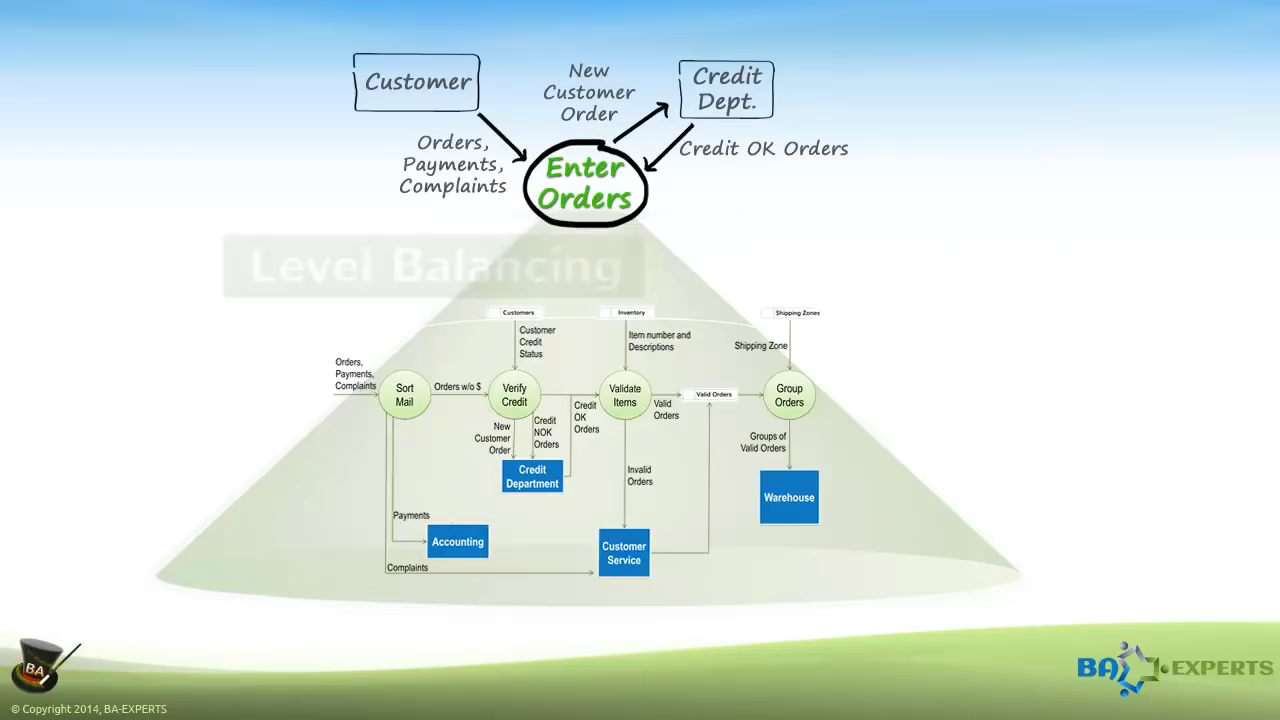 Customer
New
Customer
Order
Credit
Dept.
Orders,
Payments,
Complaints
Credit OK Orders
Enter
Orders
Level Balancing
Customers
Inventory
Shipping Zones
Customer
Credit
Status
Item number and
Descriptions
Shipping Zone
Orders,
Payments,
Complaints
Sort
Mail
Orders w/o $
Verify
Credit
Validate
Items
Valid Orders
Group
Orders
Credit
OK
Orders
Valid
Orders
New
Customer
Order
Credit
NOK
Orders
Groups of
Valid Orders
Credit
Department
Invalid
Orders
Warehouse
Payments
Accounting
Customer
Service
Complaints
BA
BA EXPERTS
© Copyright 2014, BA-EXPERTS